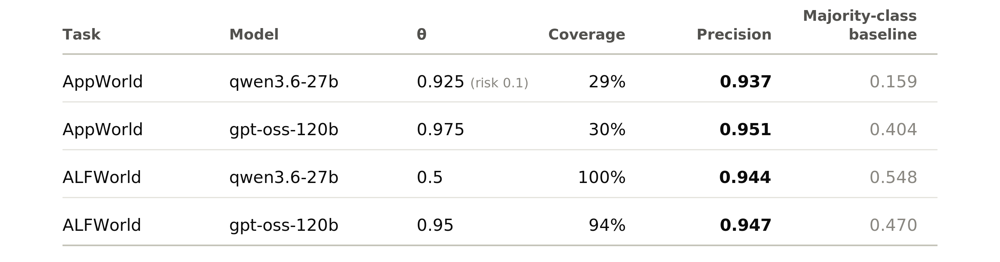 Task Model θ Coverage Precision Majority-class baseline
AppWorld qwen3.6-27b 0.925 (risk 0.1) 29% 0.937 0.159
AppWorld gpt-oss-120b 0.975 30% 0.951 0.404
ALFWorld qwen3.6-27b 0.5 100% 0.944 0.548
ALFWorld gpt-oss-120b 0.95 94% 0.947 0.470